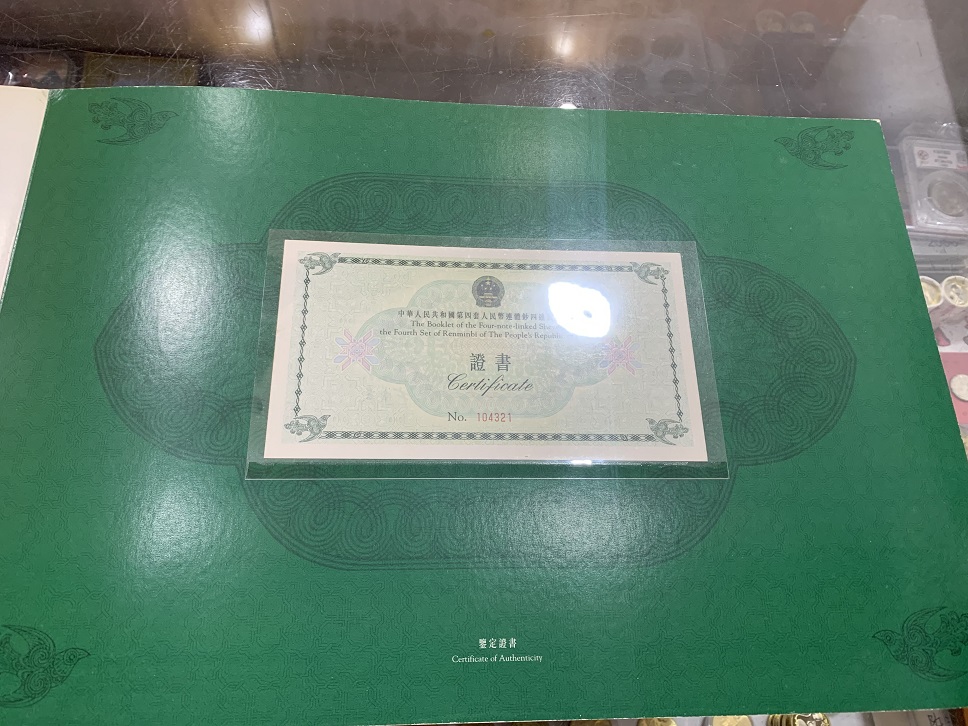 中華人民共和國第四套人民幣連體鈔四
The Booklet of the Four-note-linked
the Fourth Set of Renminbi of The People's
證書
Certificate
No. 104321
鑒定證書
Certificate of Authenticity